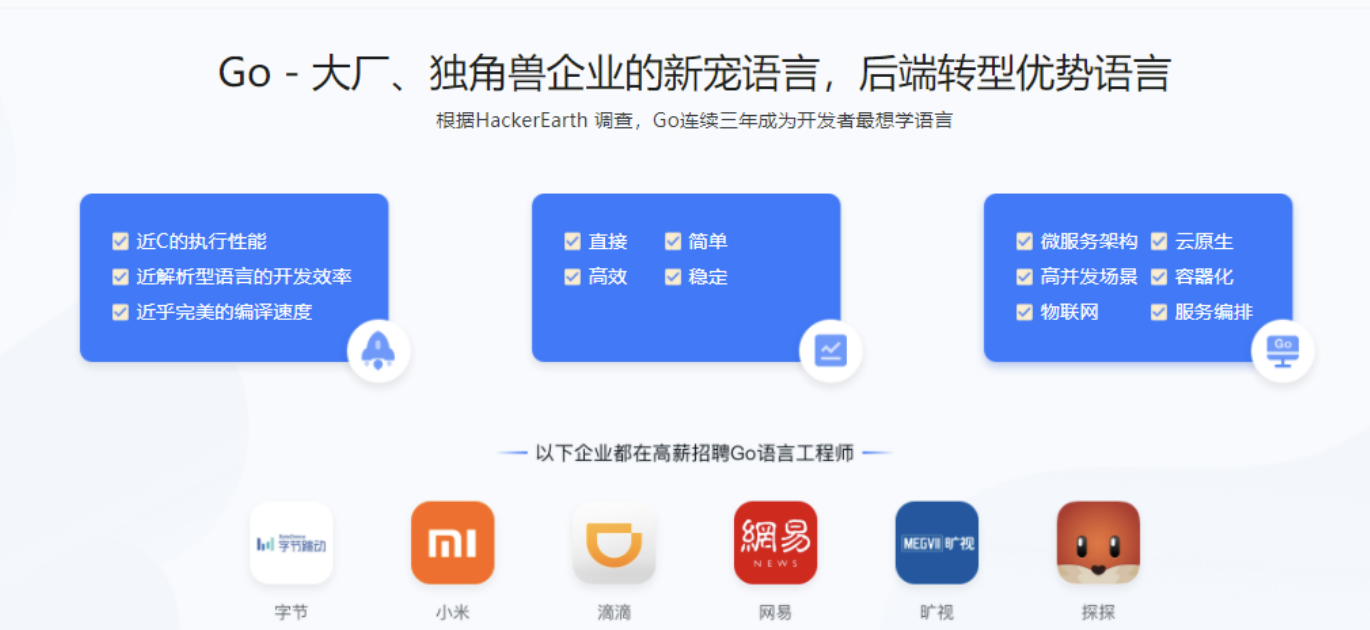 Go - 大厂、独角兽企业的新宠语言，后端转型优势语言
根据HackerEarth 调查，Go连续三年成为开发者最想学语言
近C的执行性能
近解析型语言的开发效率
近乎完美的编译速度
直接 简单
高效 稳定
微服务架构 云原生
高并发场景 容器化
物联网 服务编排
Go
以下企业都在高薪招聘Go语言工程师
字节跳动
網易
NEWS
MEGVII 旷视
字节 小米 滴滴 网易 旷视 探探